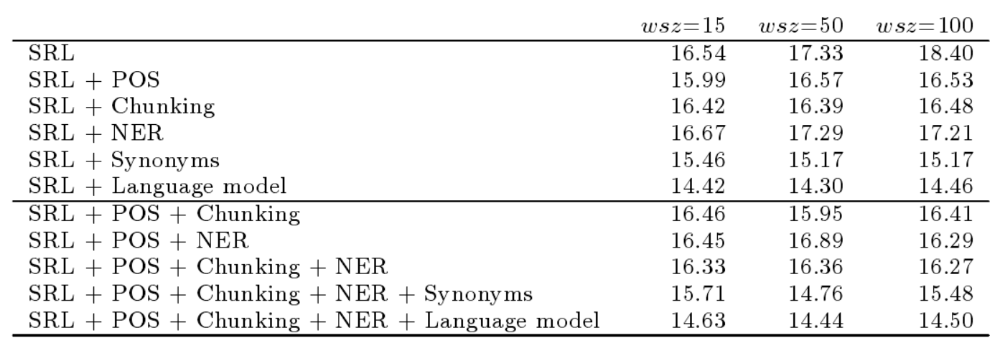 wsz=15 wsz=50 wsz=100
SRL 16.54 17.33 18.40
SRL + POS 15.99 16.57 16.53
SRL + Chunking 16.42 16.39 16.48
SRL + NER 16.67 17.29 17.21
SRL + Synonyms 15.46 15.17 15.17
SRL + Language model 14.42 14.30 14.46
SRL + POS + Chunking 16.46 15.95 16.41
SRL + POS + NER 16.45 16.89 16.29
SRL + POS + Chunking + NER 16.33 16.36 16.27
SRL + POS + Chunking + NER + Synonyms 15.71 14.76 15.48
SRL + POS + Chunking + NER + Language model 14.63 14.44 14.50